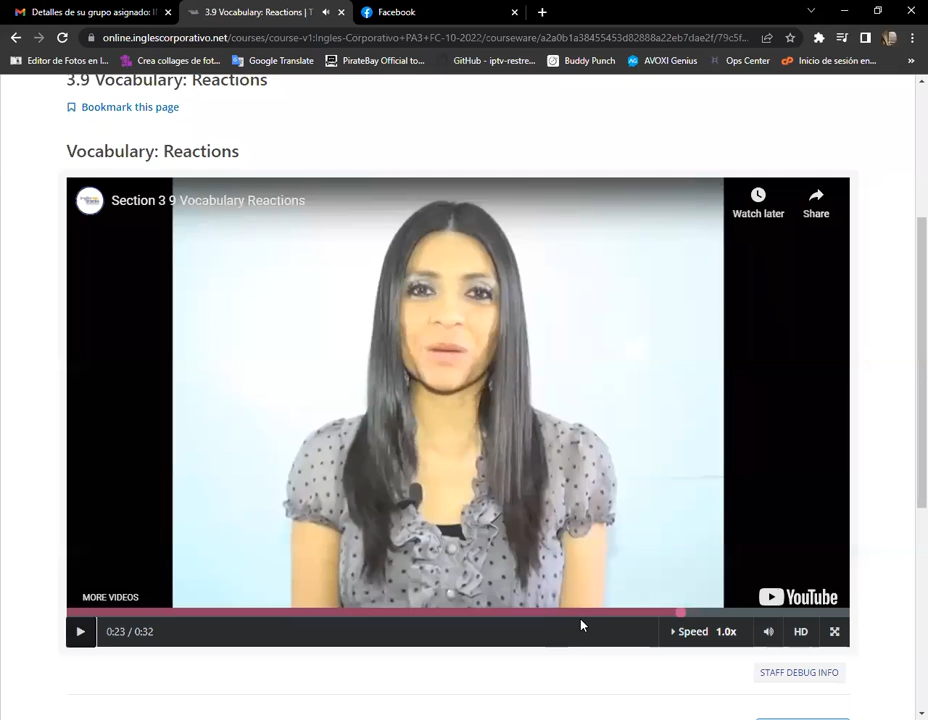 Detalles de su grupo asignado: I
3.9 Vocabulary: Reactions | T
Facebook
online.inglescorporativo.net/courses/course-v1:Ingles-Corporativo+PA3+FC-10-2022/courseware/a2a0b1a38455453d82888a22eb7dae2f/79c5f...
Editor de Fotos en l...
Crea collages de fot...
Google Translate
PirateBay Official to...
GitHub - iptv-restre...
Buddy Punch
AVOXI Genius
Ops Center
Inicio de sesión en...
»
3.9 Vocabulary: Reactions
Bookmark this page
Vocabulary: Reactions
Section 3 9 Vocabulary Reactions
Watch later
Share
MORE VIDEOS
YouTube
0:23 / 0:32
Speed 1.0x
HD
STAFF DEBUG INFO